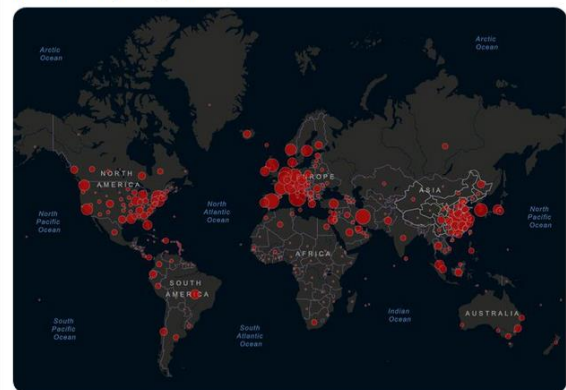 Arctic
Ocean
Arctic
Ocean
NORTH
AMERICA
EUROPE
ASIA
North
Pacific
Ocean
North
Atlantic
Ocean
North
Pacific
Ocean
AFRICA
SOUTH
AMERICA
Indian
Ocean
AUSTRALIA
South
Pacific
Ocean
South
Atlantic
Ocean